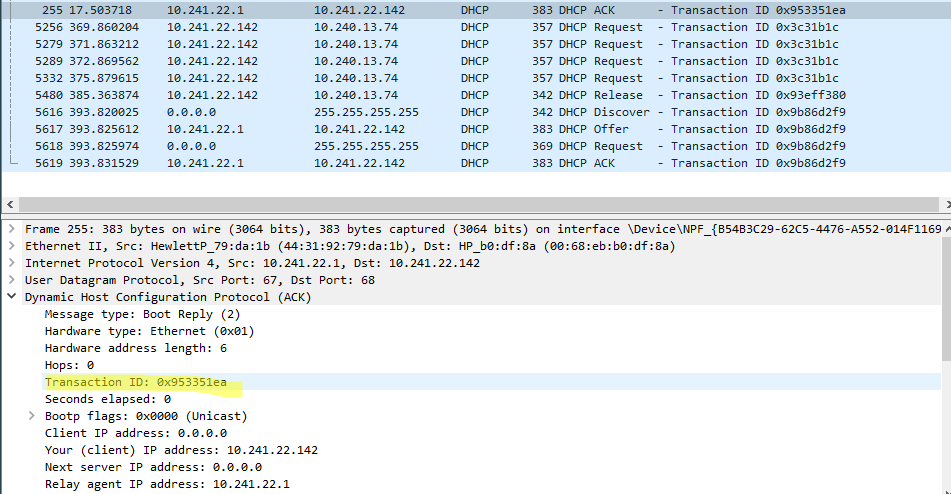 255 17.503718 10.241.22.1 10.241.22.142 DHCP 383 DHCP ACK - Transaction ID 0x953351ea
5256 369.860204 10.241.22.142 10.240.13.74 DHCP 357 DHCP Request - Transaction ID 0x3c31b1c
5279 371.863212 10.241.22.142 10.240.13.74 DHCP 357 DHCP Request - Transaction ID 0x3c31b1c
5289 372.869562 10.241.22.142 10.240.13.74 DHCP 357 DHCP Request - Transaction ID 0x3c31b1c
5332 375.879615 10.241.22.142 10.240.13.74 DHCP 357 DHCP Request - Transaction ID 0x3c31b1c
5480 385.363874 10.241.22.142 10.240.13.74 DHCP 342 DHCP Release - Transaction ID 0x93eff380
5616 393.820025 0.0.0.0 255.255.255.255 DHCP 342 DHCP Discover - Transaction ID 0x9b86d2f9
5617 393.825612 10.241.22.1 10.241.22.142 DHCP 383 DHCP Offer - Transaction ID 0x9b86d2f9
5618 393.825974 0.0.0.0 255.255.255.255 DHCP 369 DHCP Request - Transaction ID 0x9b86d2f9
5619 393.831529 10.241.22.1 10.241.22.142 DHCP 383 DHCP ACK - Transaction ID 0x9b86d2f9
Frame 255: 383 bytes on wire (3064 bits), 383 bytes captured (3064 bits) on interface \Device\NPF_{B54B3C29-62C5-4476-A552-014F1169
Ethernet II, Src: HewlettP_79:da:1b (44:31:92:79:da:1b), Dst: HP_b0:df:8a (00:68:eb:b0:df:8a)
Internet Protocol Version 4, Src: 10.241.22.1, Dst: 10.241.22.142
User Datagram Protocol, Src Port: 67, Dst Port: 68
Dynamic Host Configuration Protocol (ACK)
Message type: Boot Reply (2)
Hardware type: Ethernet (0x01)
Hardware address length: 6
Hops: 0
Transaction ID: 0x953351ea
Seconds elapsed: 0
Bootp flags: 0x0000 (Unicast)
Client IP address: 0.0.0.0
Your (client) IP address: 10.241.22.142
Next server IP address: 0.0.0.0
Relay agent IP address: 10.241.22.1